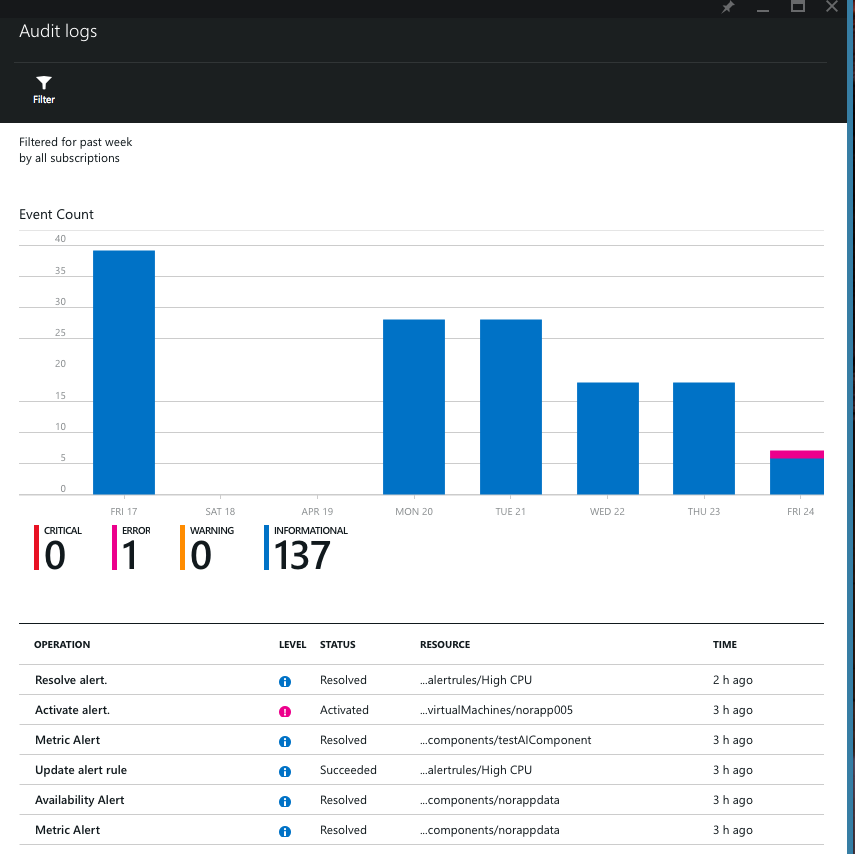 Audit logs
Filter
Filtered for past week
by all subscriptions
Event Count
40
35
30
25
20
15
10
5
0
FRI 17 SAT 18 APR 19 MON 20 TUE 21 WED 22 THU 23 FRI 24
CRITICAL ERROR WARNING INFORMATIONAL
0 1 0 137
OPERATION LEVEL STATUS RESOURCE TIME
Resolve alert. Resolved ...alertrules/High CPU 2 h ago
Activate alert. Activated ...virtualMachines/norapp005 3 h ago
Metric Alert Resolved ...components/testAIComponent 3 h ago
Update alert rule Succeeded ...alertrules/High CPU 3 h ago
Availability Alert Resolved ...components/norappdata 3 h ago
Metric Alert Resolved ...components/norappdata 3 h ago